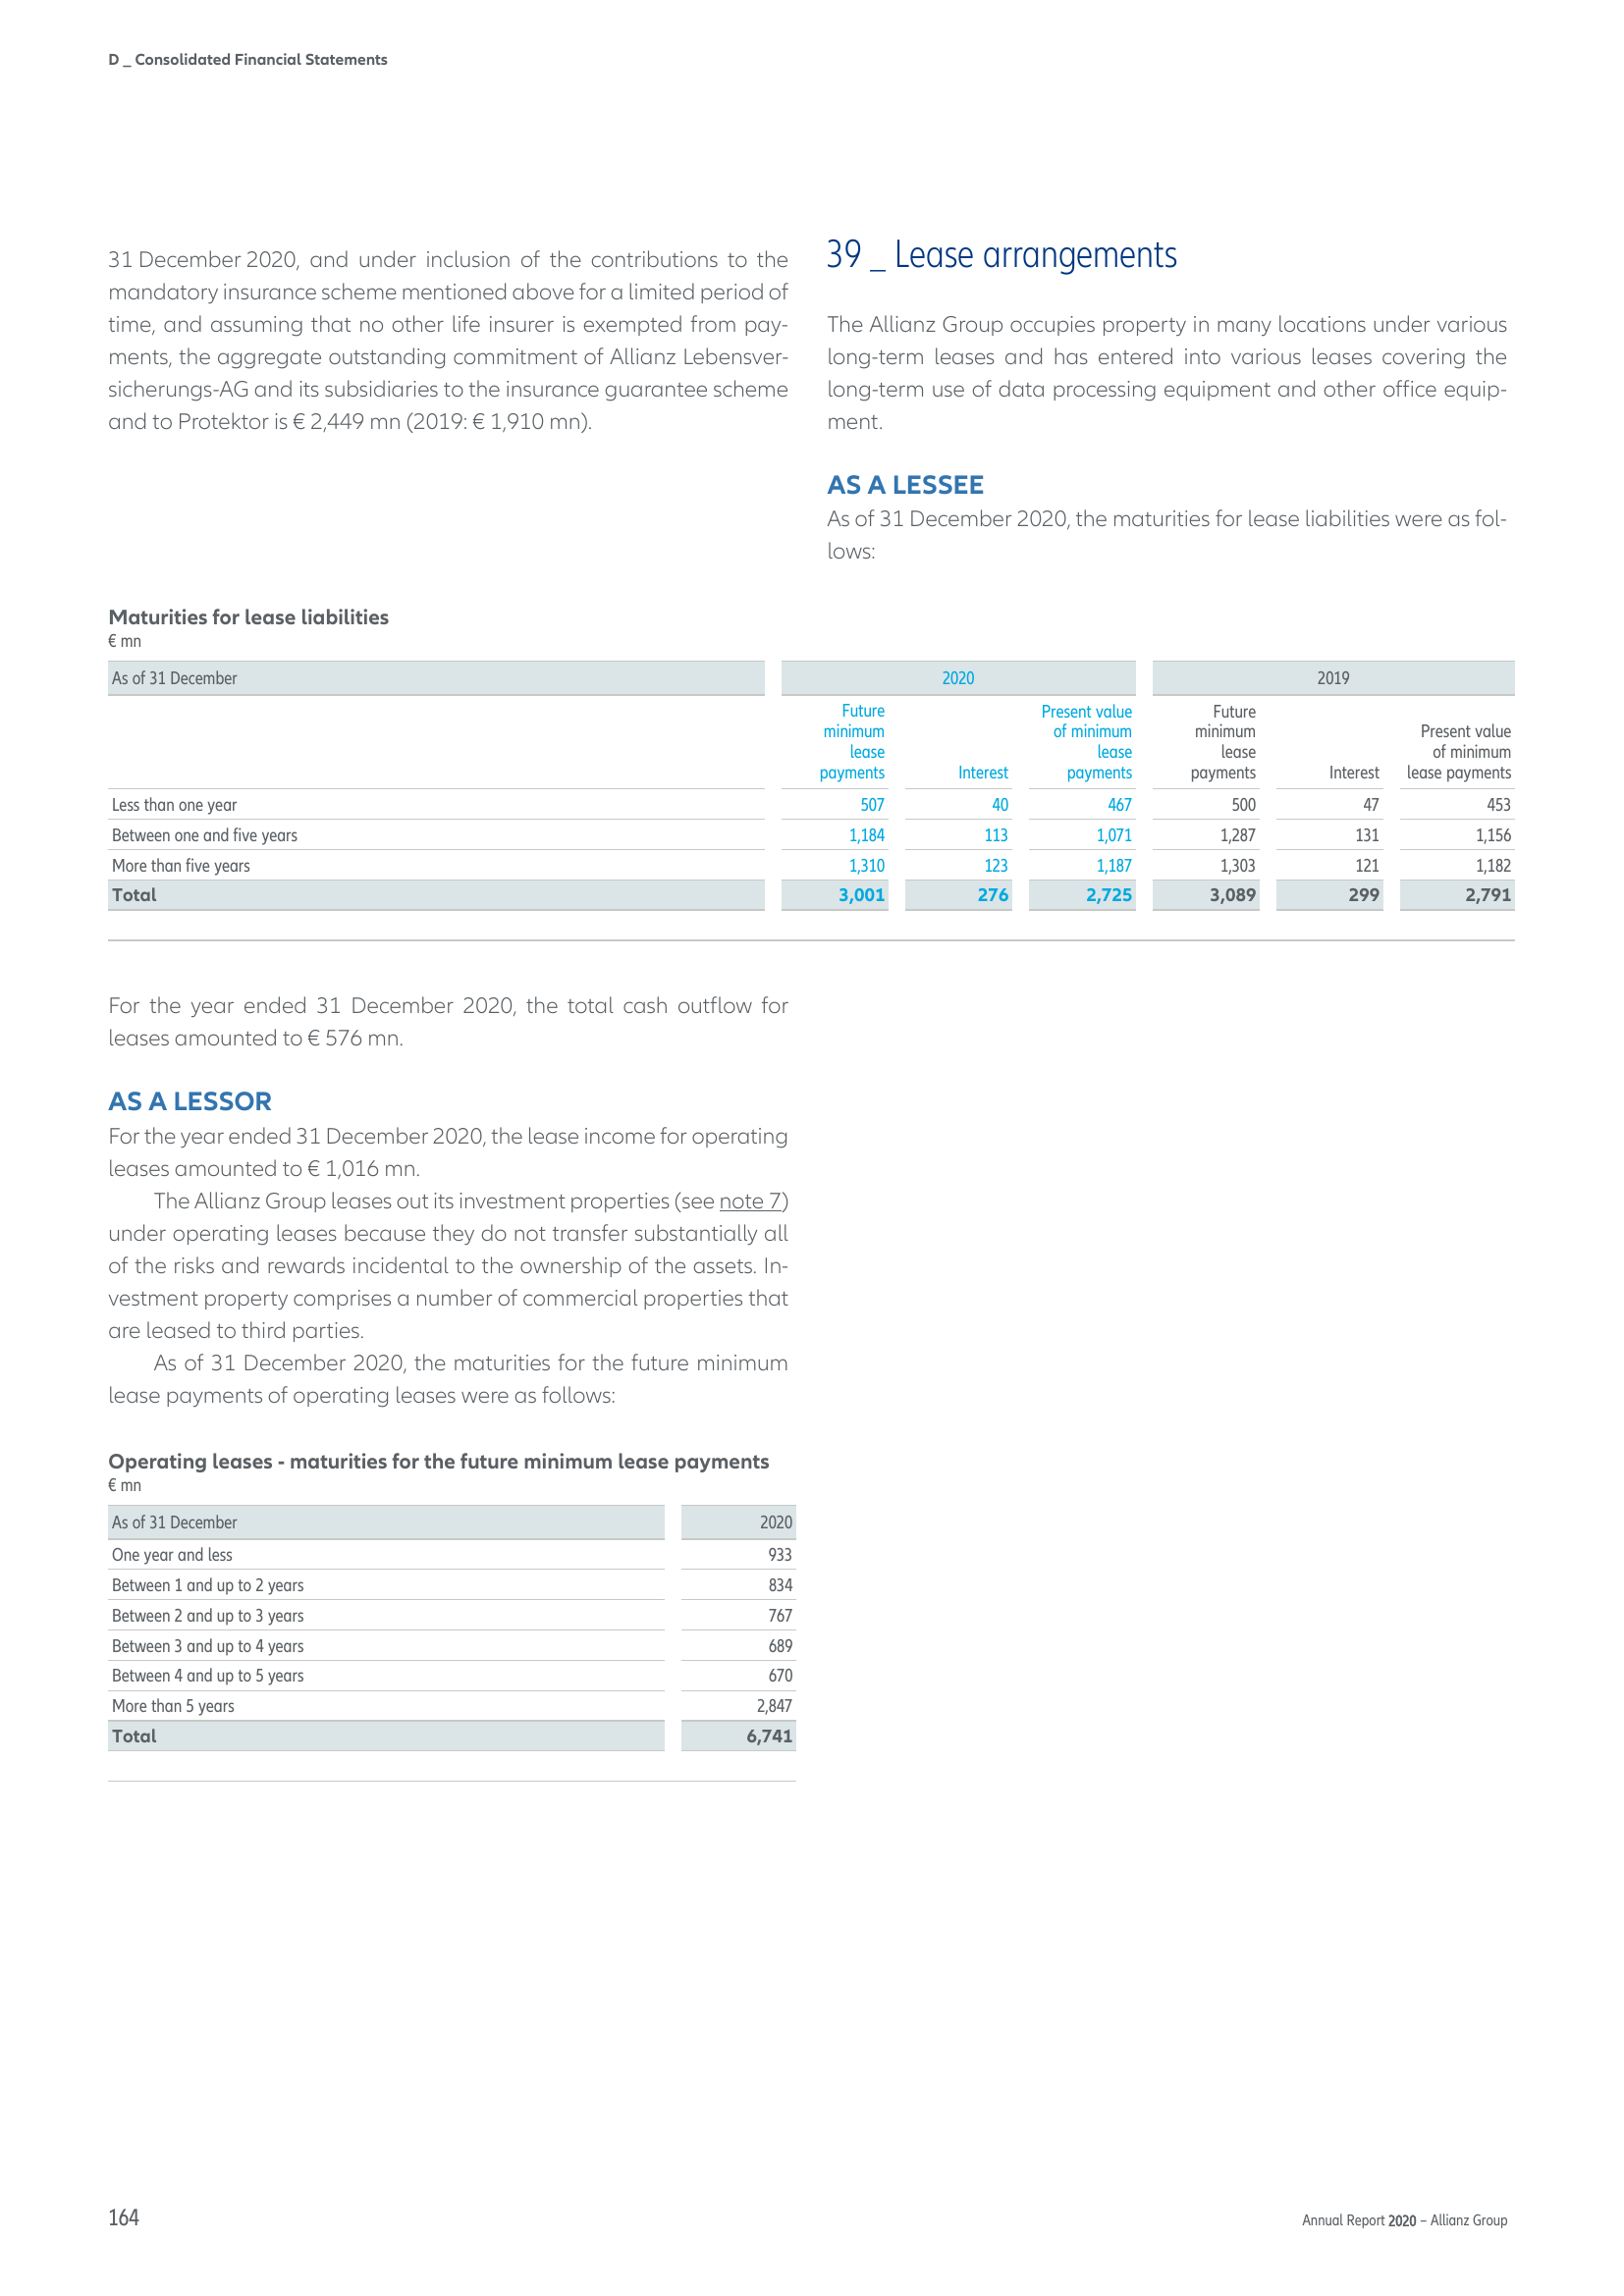 D _ Consolidated Financial Statements
31 December 2020, and under inclusion of the contributions to the
mandatory insurance scheme mentioned above for a limited period of
time, and assuming that no other life insurer is exempted from pay-
ments, the aggregate outstanding commitment of Allianz Lebensver-
sicherungs-AG and its subsidiaries to the insurance guarantee scheme
and to Protektor is € 2,449 mn (2019: € 1,910 mn).
39 _ Lease arrangements
The Allianz Group occupies property in many locations under various
long-term leases and has entered into various leases covering the
long-term use of data processing equipment and other office equip-
ment.
AS A LESSEE
As of 31 December 2020, the maturities for lease liabilities were as fol-
lows:
Maturities for lease liabilities
€ mn
As of 31 December 2020 2019
Future
minimum
lease
payments
Interest
Present value
of minimum
lease
payments
Future
minimum
lease
payments
Interest
Present value
of minimum
lease payments
Less than one year 507 40 467 500 47 453
Between one and five years 1,184 113 1,071 1,287 131 1,156
More than five years 1,310 123 1,187 1,303 121 1,182
Total 3,001 276 2,725 3,089 299 2,791
For the year ended 31 December 2020, the total cash outflow for
leases amounted to € 576 mn.
AS A LESSOR
For the year ended 31 December 2020, the lease income for operating
leases amounted to € 1,016 mn.
The Allianz Group leases out its investment properties (see note 7)
under operating leases because they do not transfer substantially all
of the risks and rewards incidental to the ownership of the assets. In-
vestment property comprises a number of commercial properties that
are leased to third parties.
As of 31 December 2020, the maturities for the future minimum
lease payments of operating leases were as follows:
Operating leases - maturities for the future minimum lease payments
€ mn
As of 31 December 2020
One year and less 933
Between 1 and up to 2 years 834
Between 2 and up to 3 years 767
Between 3 and up to 4 years 689
Between 4 and up to 5 years 670
More than 5 years 2,847
Total 6,741
164
Annual Report 2020 – Allianz Group